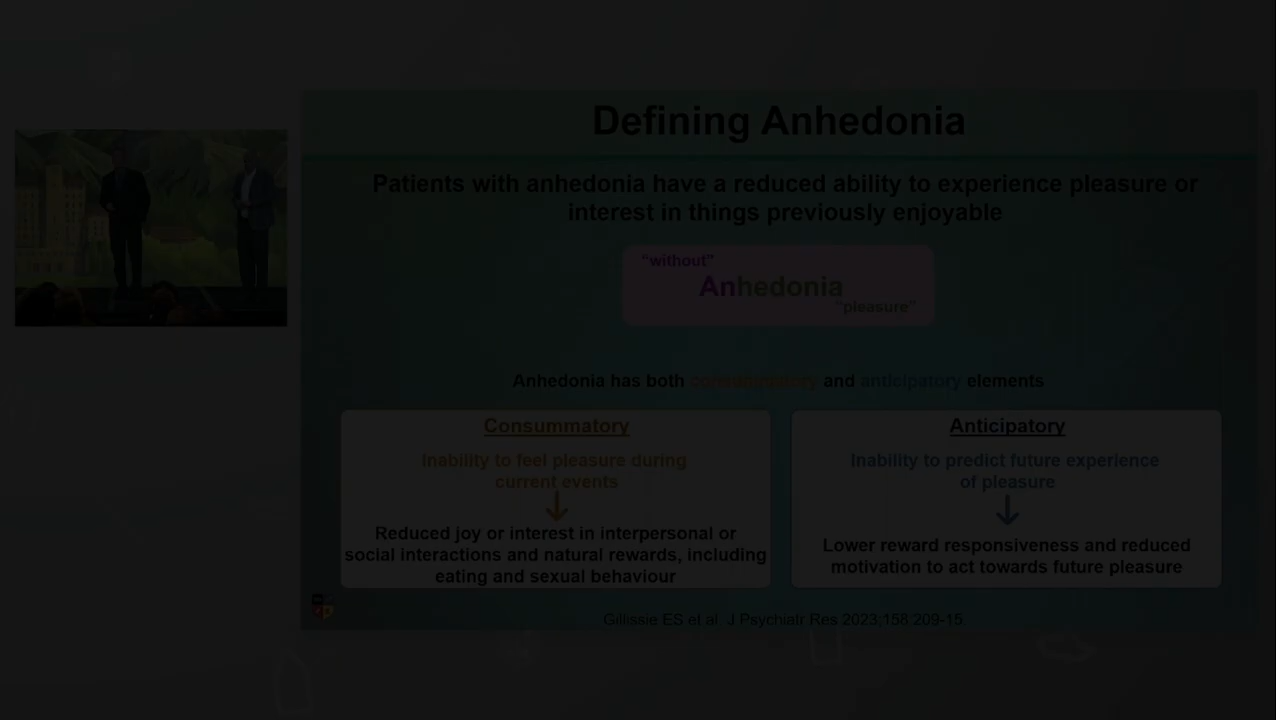 Defining Anhedonia
Patients with anhedonia have a reduced ability to experience pleasure or
interest in things previously enjoyable
“without”
Anhedonia
“pleasure”
Anhedonia has both consummatory and anticipatory elements
Consummatory
Inability to feel pleasure during
current events
Reduced joy or interest in interpersonal or
social interactions and natural rewards, including
eating and sexual behaviour
Anticipatory
Inability to predict future experience
of pleasure
Lower reward responsiveness and reduced
motivation to act towards future pleasure
Gillissie ES et al. J Psychiatr Res 2023;158:209-15